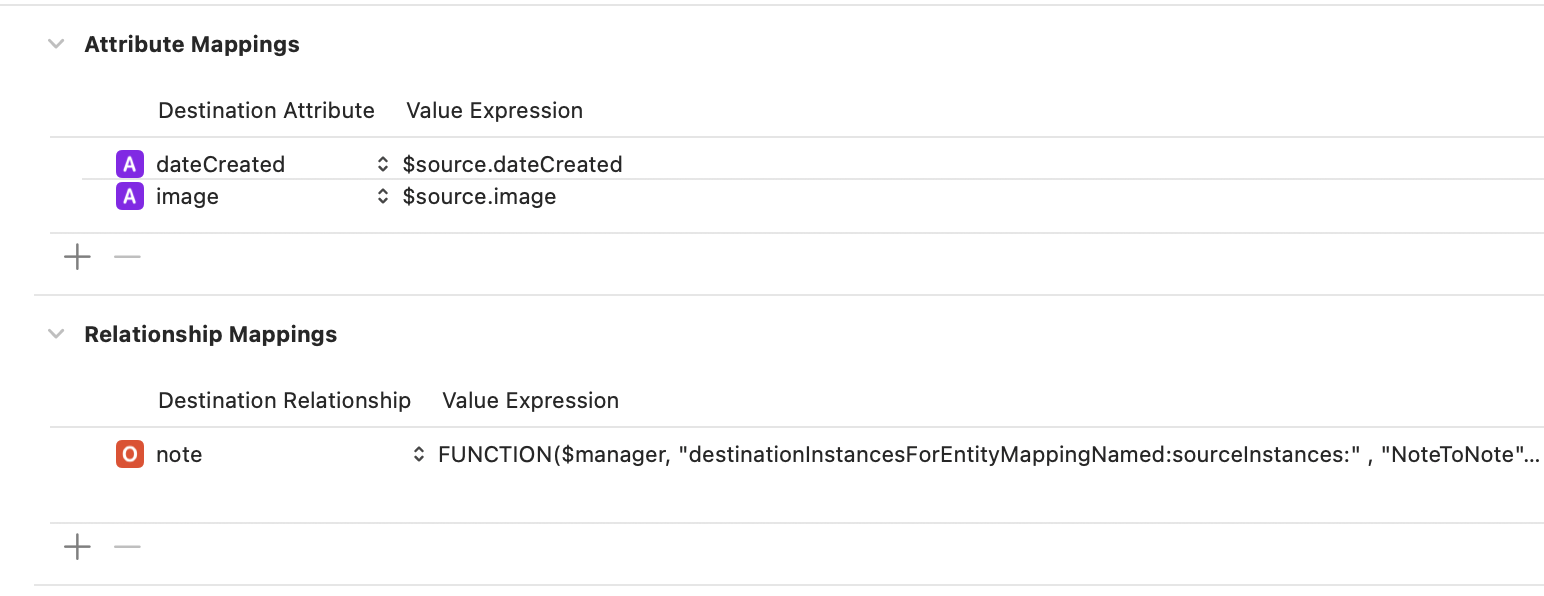 Attribute Mappings
Destination Attribute Value Expression
A dateCreated $source.dateCreated
A image $source.image
Relationship Mappings
Destination Relationship Value Expression
O note FUNCTION($manager, "destinationInstancesForEntityMappingNamed:sourceInstances:" , "NoteToNote"...